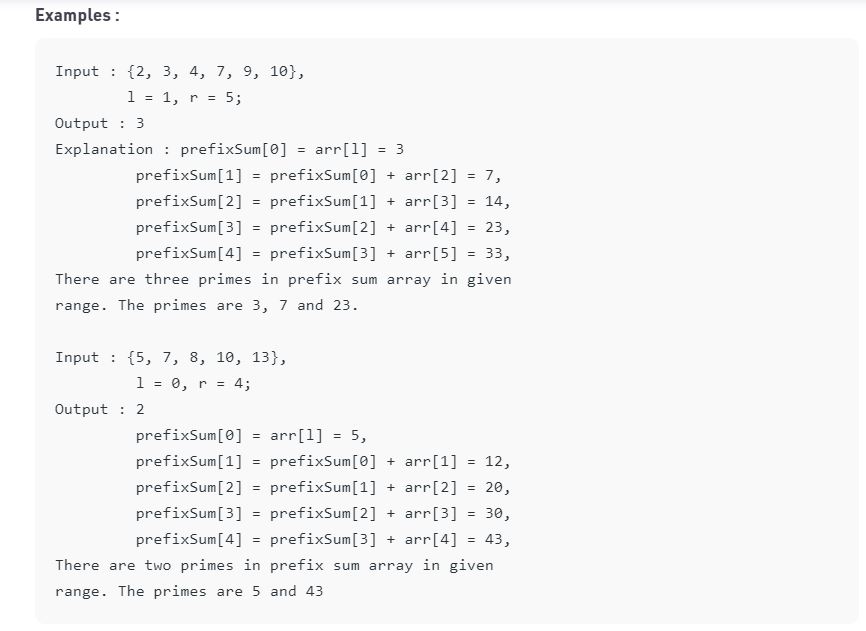 Examples :
Input : {2, 3, 4, 7, 9, 10},
l = 1, r = 5;
Output : 3
Explanation : prefixSum[0] = arr[l] = 3
prefixSum[1] = prefixSum[0] + arr[2] = 7,
prefixSum[2] = prefixSum[1] + arr[3] = 14,
prefixSum[3] = prefixSum[2] + arr[4] = 23,
prefixSum[4] = prefixSum[3] + arr[5] = 33,
There are three primes in prefix sum array in given
range. The primes are 3, 7 and 23.
Input : {5, 7, 8, 10, 13},
l = 0, r = 4;
Output : 2
prefixSum[0] = arr[l] = 5,
prefixSum[1] = prefixSum[0] + arr[1] = 12,
prefixSum[2] = prefixSum[1] + arr[2] = 20,
prefixSum[3] = prefixSum[2] + arr[3] = 30,
prefixSum[4] = prefixSum[3] + arr[4] = 43,
There are two primes in prefix sum array in given
range. The primes are 5 and 43